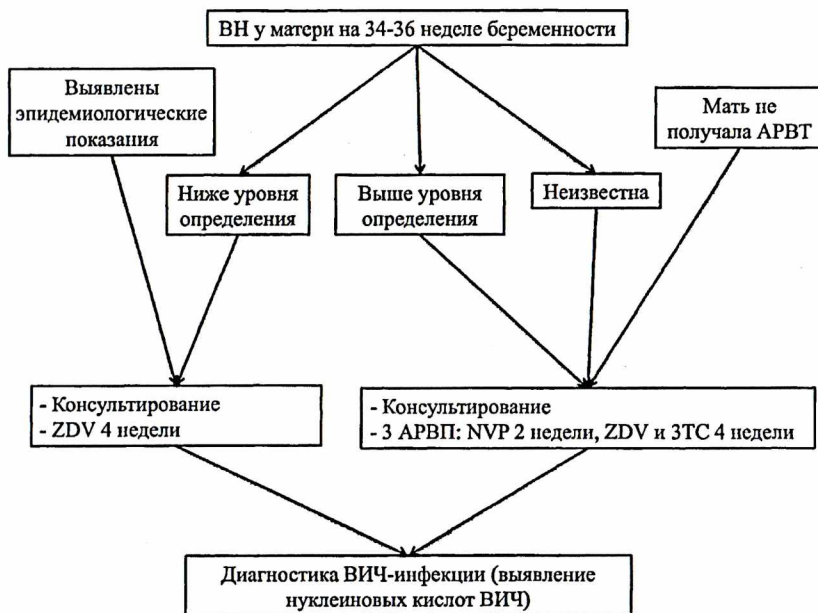 ВН у матери на 34-36 неделе беременности
Выявлены
эпидемиологические
показания
Мать не
получала АРВТ
Ниже уровня
определения
Выше уровня
определения
Неизвестна
- Консультирование
- ZDV 4 недели
- Консультирование
- 3 АРВП: NVP 2 недели, ZDV и 3TC 4 недели
Диагностика ВИЧ-инфекции (выявление
нуклеиновых кислот ВИЧ)